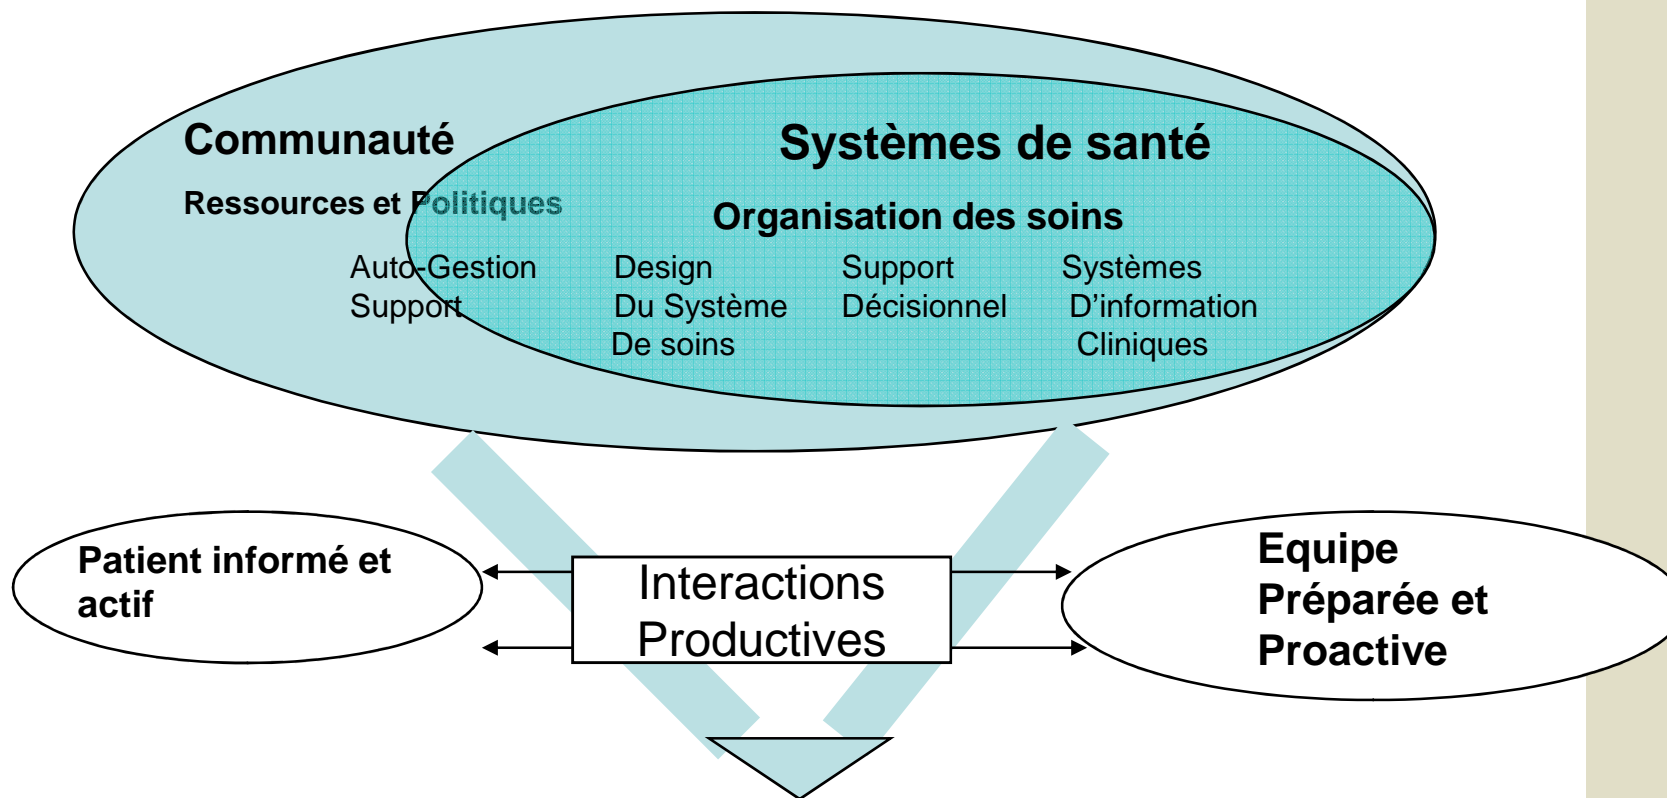 Communauté
Ressources et Politiques
Systèmes de santé
Organisation des soins
Auto-Gestion
Support
Design
Du Système
De soins
Support
Décisionnel
Systèmes
D'information
Cliniques
Patient informé et
actif
Interactions
Productives
Equipe
Préparée et
Proactive